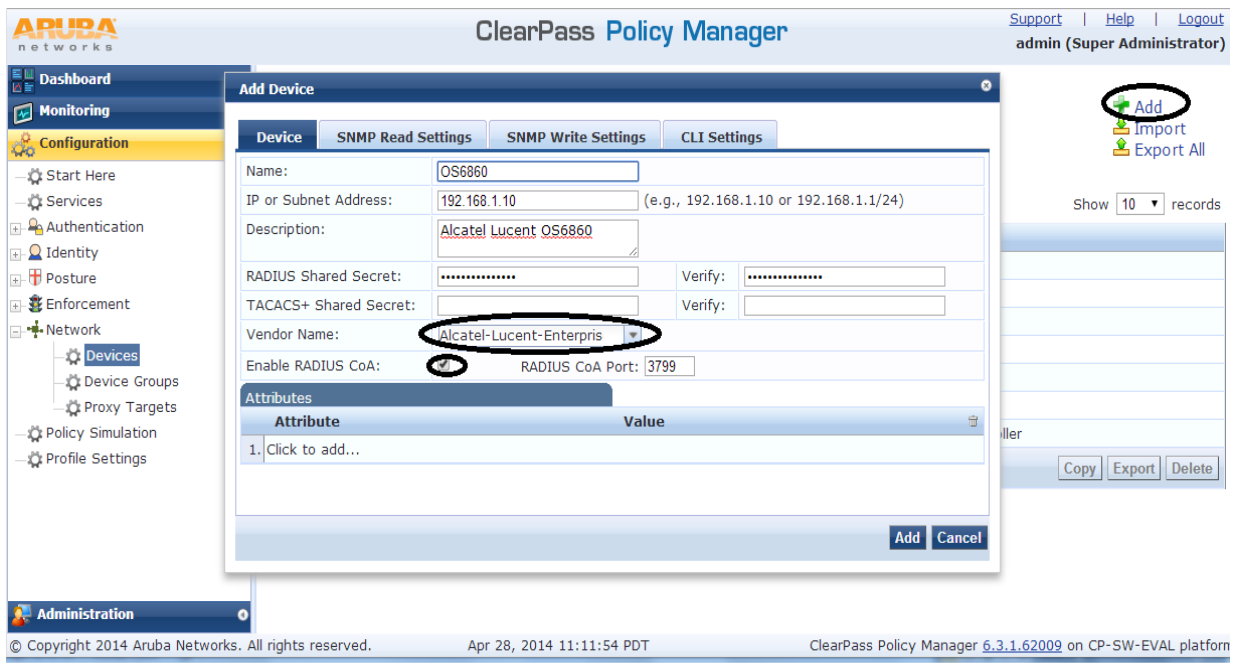 ARUBA
networks
ClearPass Policy Manager
Support | Help | Logout
admin (Super Administrator)
Dashboard
Monitoring
Configuration
Start Here
Services
Authentication
Identity
Posture
Enforcement
Network
Devices
Device Groups
Proxy Targets
Policy Simulation
Profile Settings
Administration
Add
Import
Export All
Show 10 records
ller
Copy Export Delete
Add Device
Device SNMP Read Settings SNMP Write Settings CLI Settings
Name: OS6860
IP or Subnet Address: 192.168.1.10 (e.g., 192.168.1.10 or 192.168.1.1/24)
Description: Alcatel Lucent OS6860
RADIUS Shared Secret: ••••••••••••••• Verify: •••••••••••••••
TACACS+ Shared Secret: Verify:
Vendor Name: Alcatel-Lucent-Enterpris
Enable RADIUS CoA: RADIUS CoA Port: 3799
Attributes
Attribute Value
1. Click to add...
Add Cancel
© Copyright 2014 Aruba Networks. All rights reserved. Apr 28, 2014 11:11:54 PDT ClearPass Policy Manager 6.3.1.62009 on CP-SW-EVAL platform